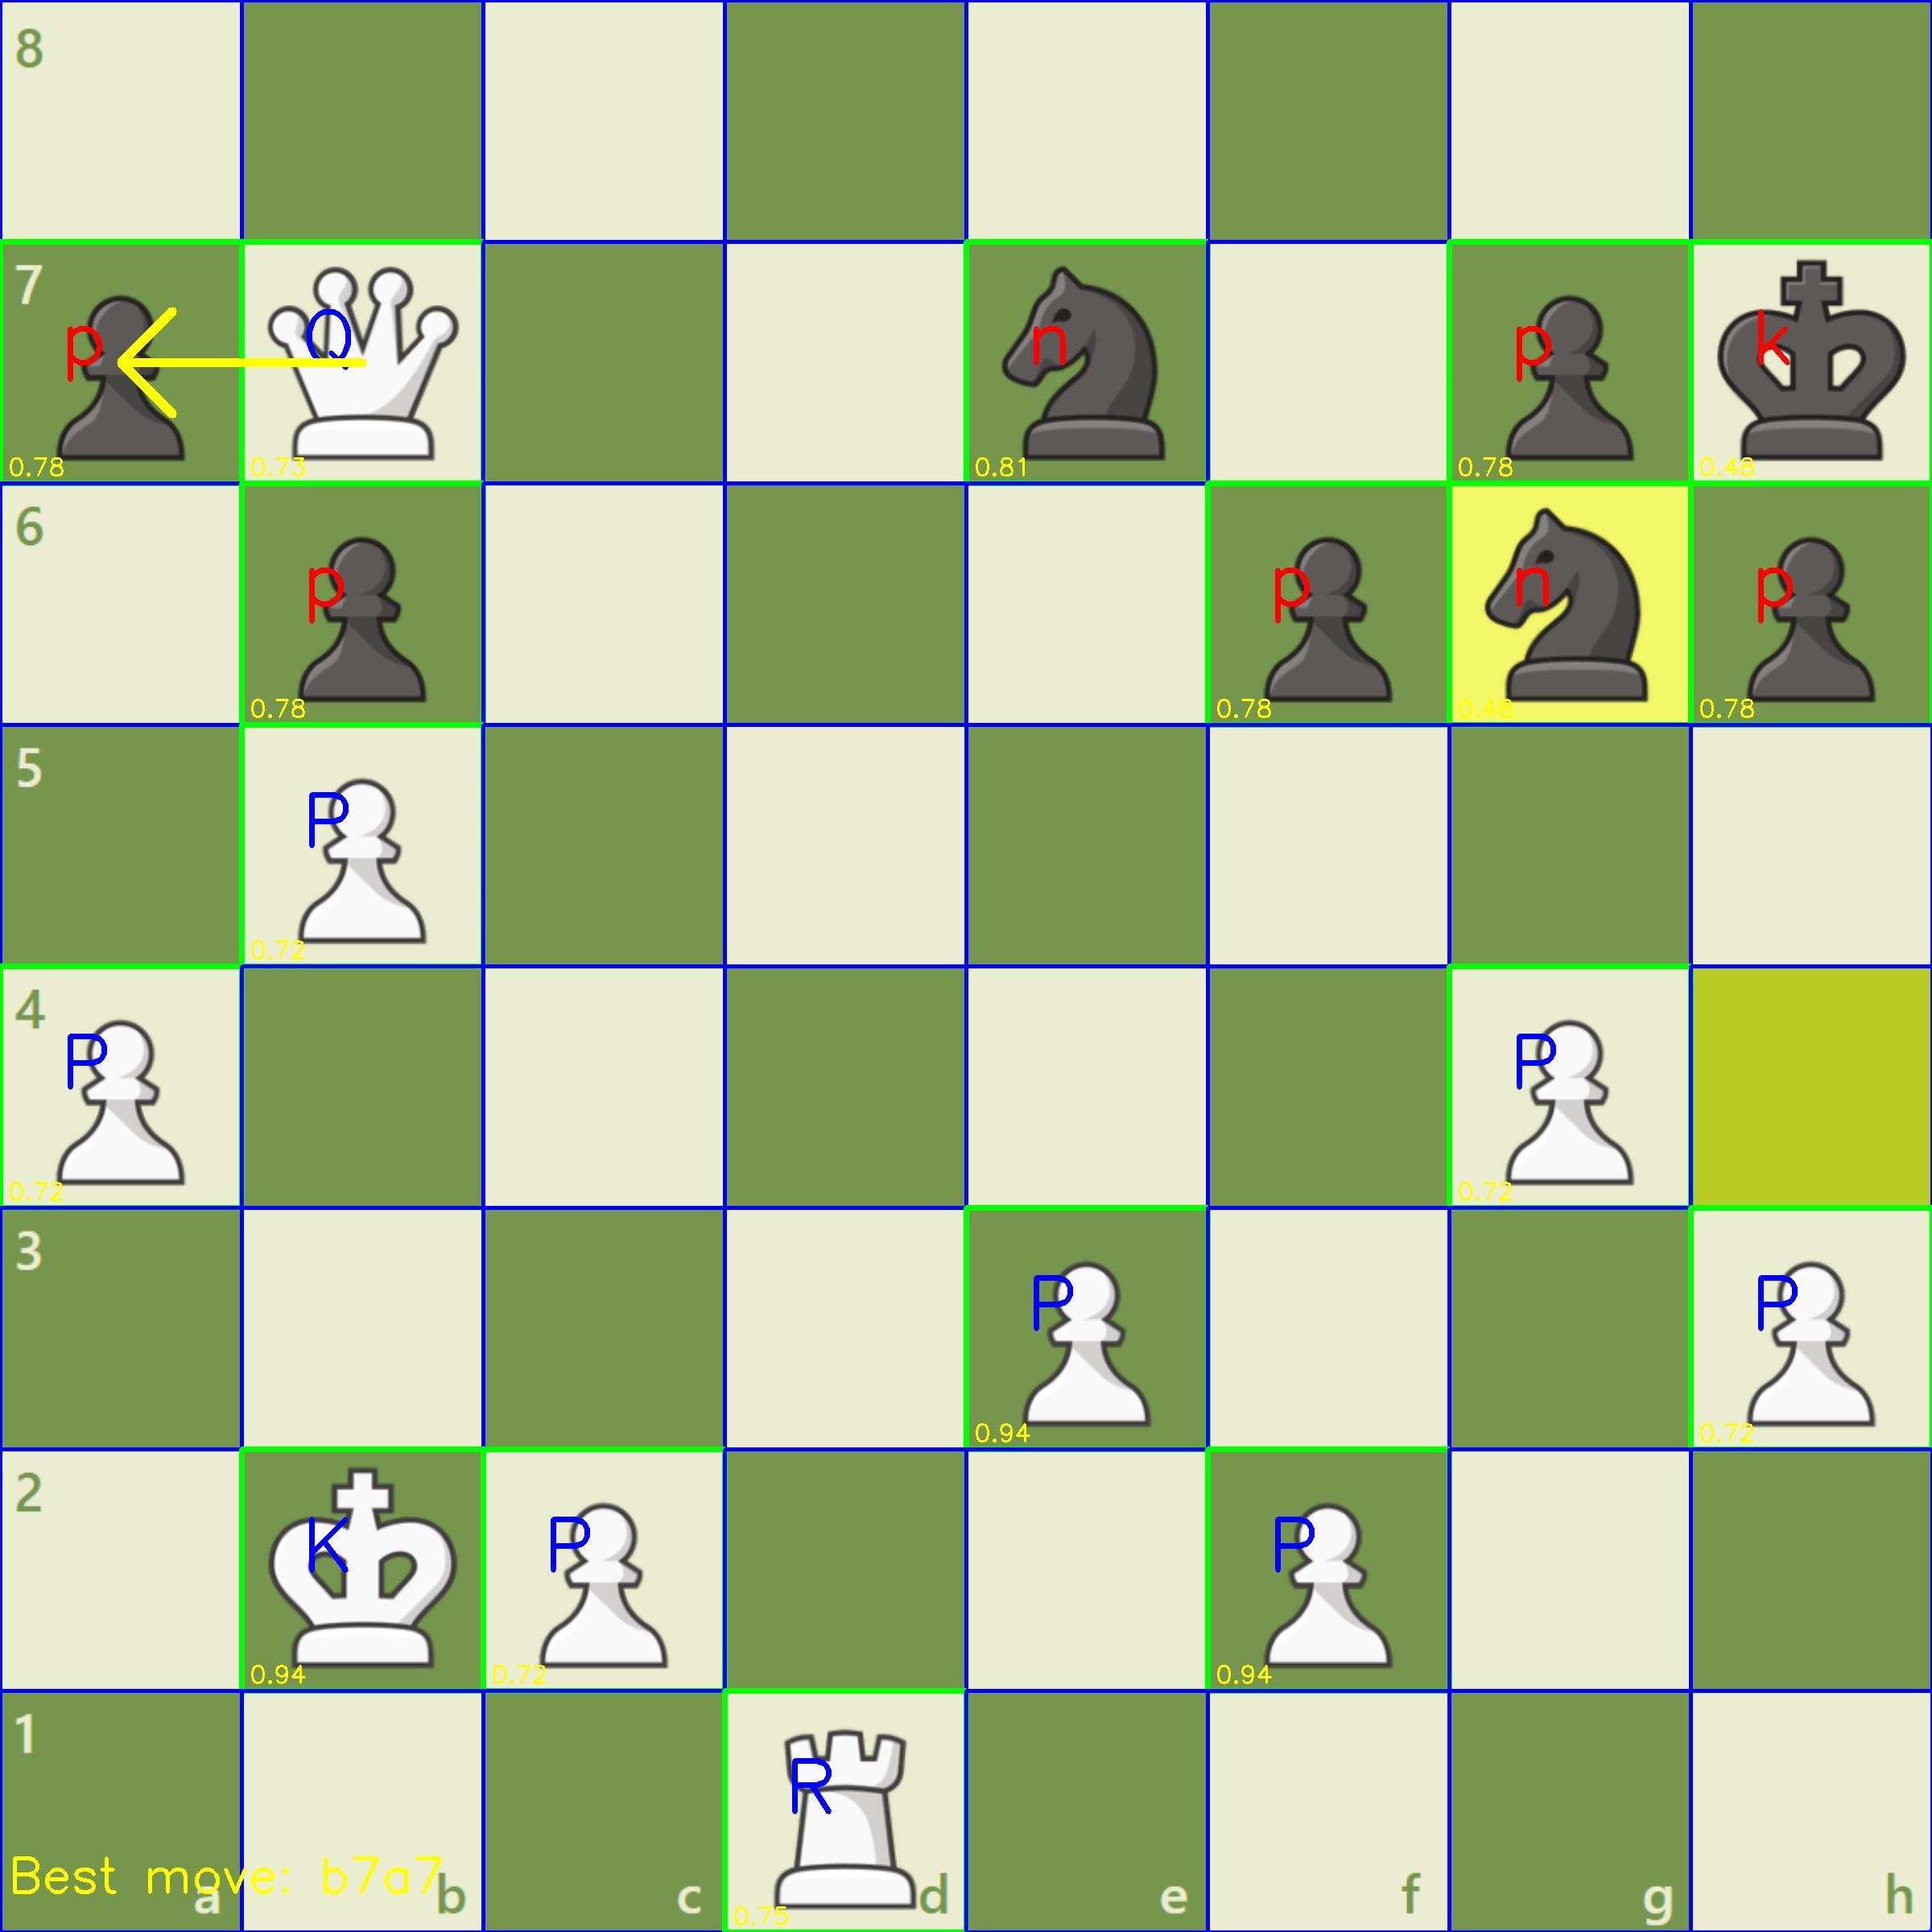 8
7 p Q n p k
0.78 0.73 0.81 0.78 0.48
6 p p n p
0.78 0.78 0.48 0.78
5 P
0.72
4 P P
0.72 0.72
3 P P
0.94 0.72
2 K P P
0.94 0.72 0.94
1 R
Best move: b7a7
a b c d e f g h
0.75